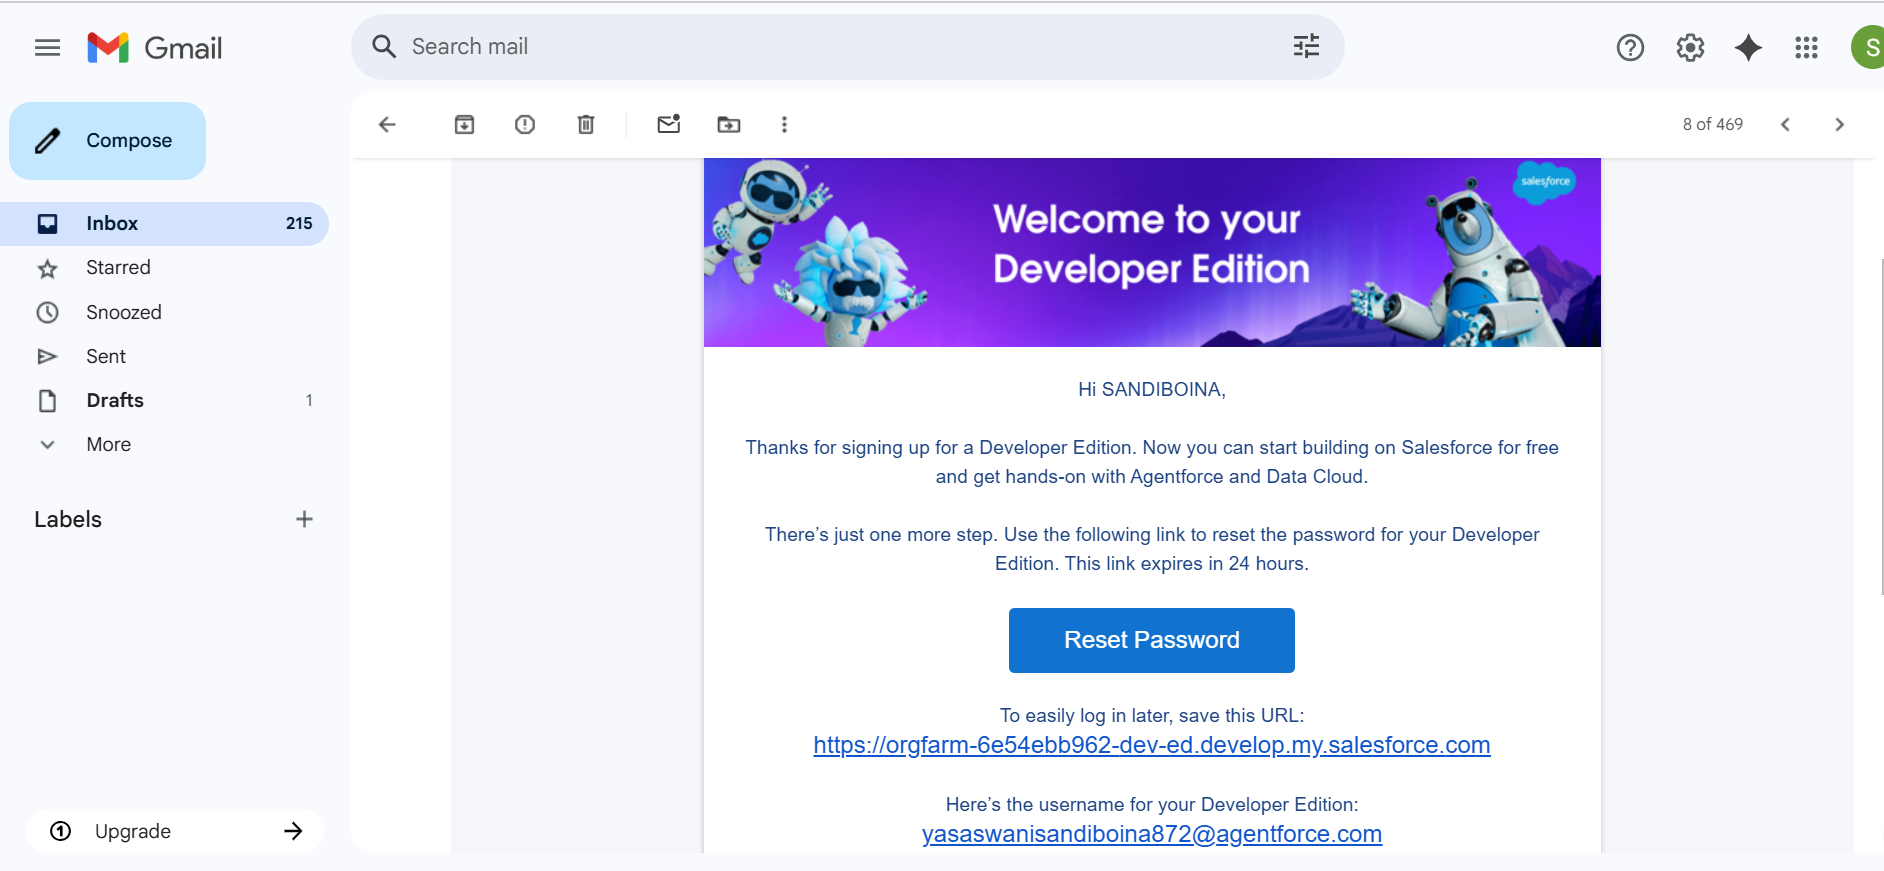 Gmail
Search mail
S
Compose
8 of 469
Inbox 215
Starred
Snoozed
Sent
Drafts 1
More
Labels
Upgrade
salesforce
Welcome to your
Developer Edition
Hi SANDIBOINA,
Thanks for signing up for a Developer Edition. Now you can start building on Salesforce for free
and get hands-on with Agentforce and Data Cloud.
There’s just one more step. Use the following link to reset the password for your Developer
Edition. This link expires in 24 hours.
Reset Password
To easily log in later, save this URL:
https://orgfarm-6e54ebb962-dev-ed.develop.my.salesforce.com
Here’s the username for your Developer Edition:
yasaswanisandiboina872@agentforce.com